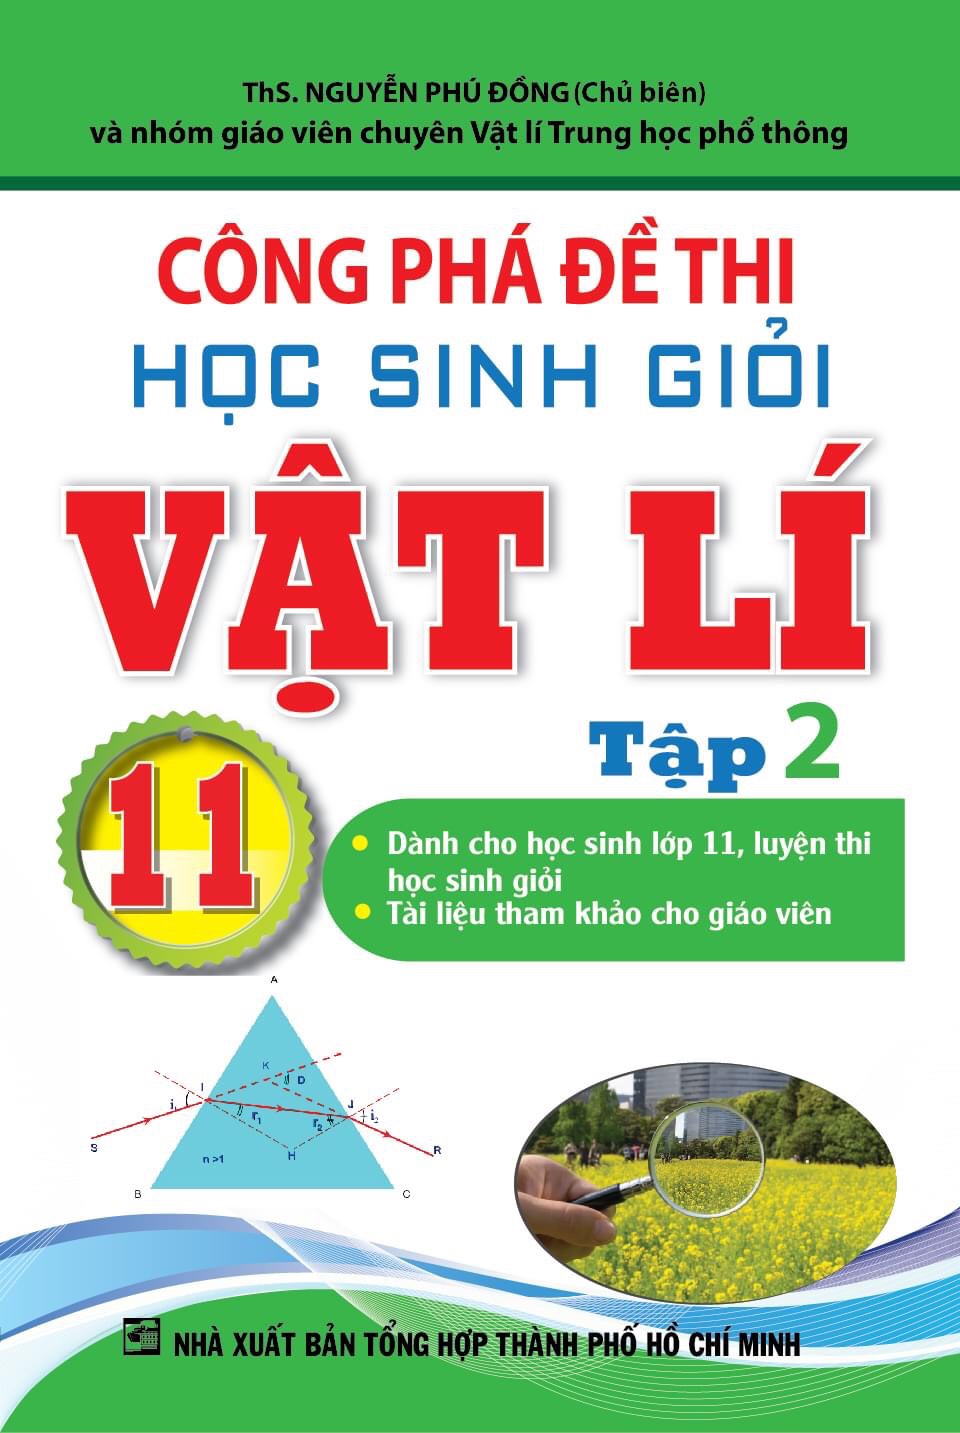 ThS. NGUYỄN PHÚ ĐỒNG (Chủ biên)
và nhóm giáo viên chuyên Vật lí Trung học phổ thông
CÔNG PHÁ ĐỀ THI
HỌC SINH GIỎI
VẬT LÍ
Tập 2
11
• Dành cho học sinh lớp 11, luyện thi
học sinh giỏi
• Tài liệu tham khảo cho giáo viên
A
K
D
I
J
i₁
r₁
r₂
i₂
S
H
R
n >1
B
C
NHÀ XUẤT BẢN TỔNG HỢP THÀNH PHỐ HỒ CHÍ MINH